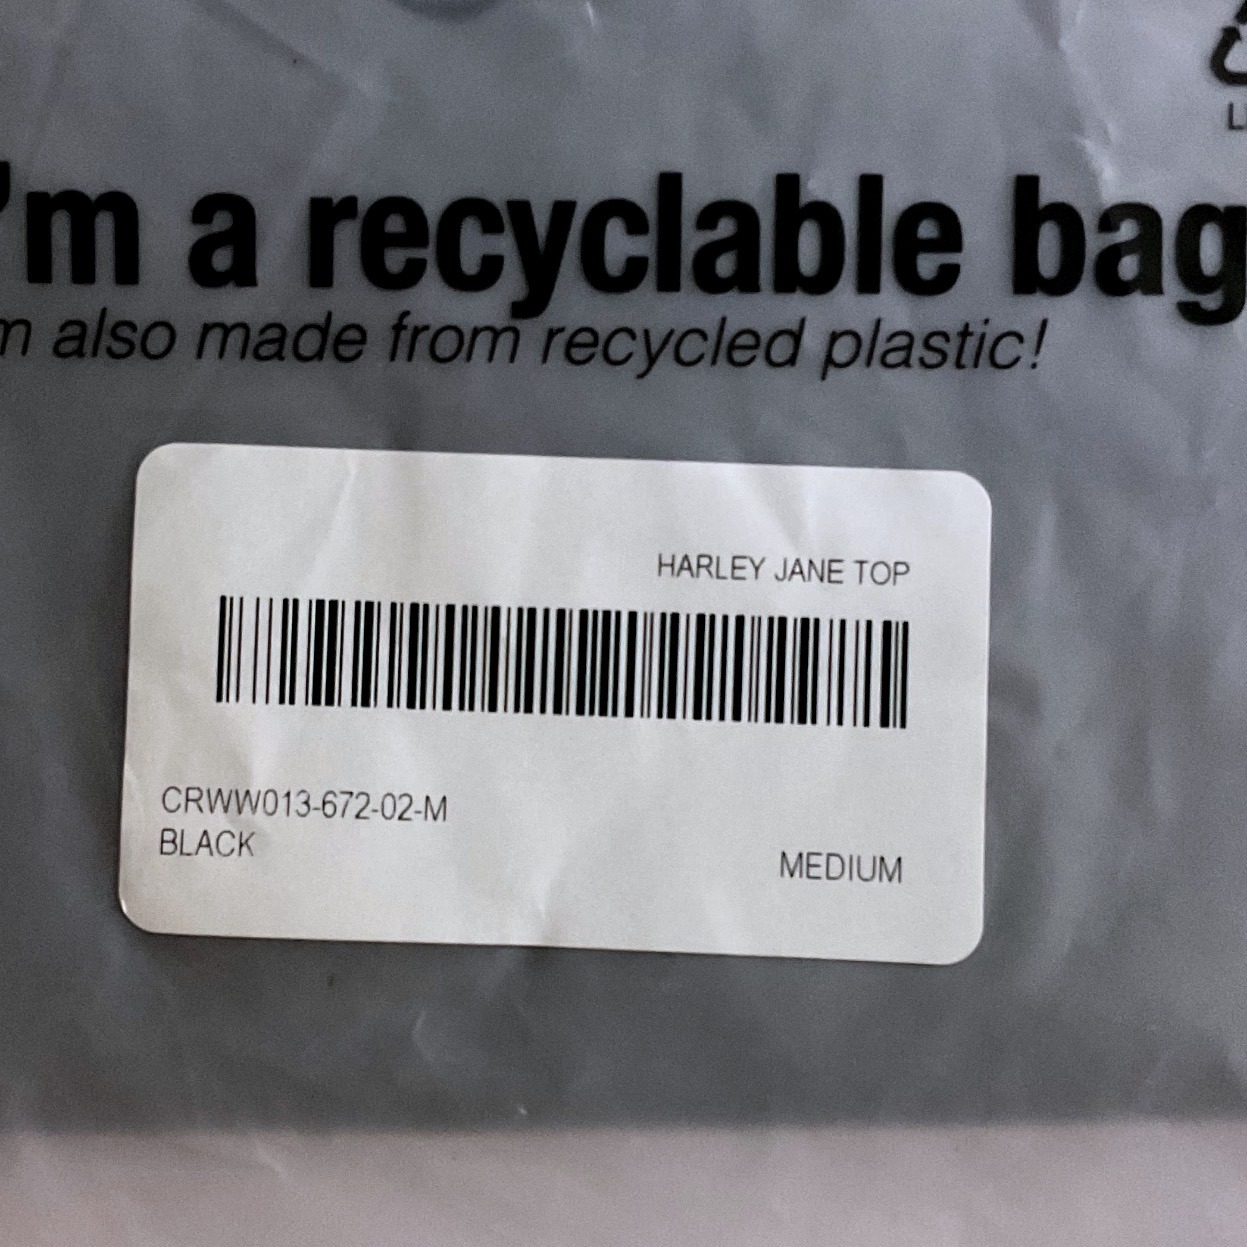 'm a recyclable bag
m also made from recycled plastic!
HARLEY JANE TOP
CRWW013-672-02-M
BLACK
MEDIUM